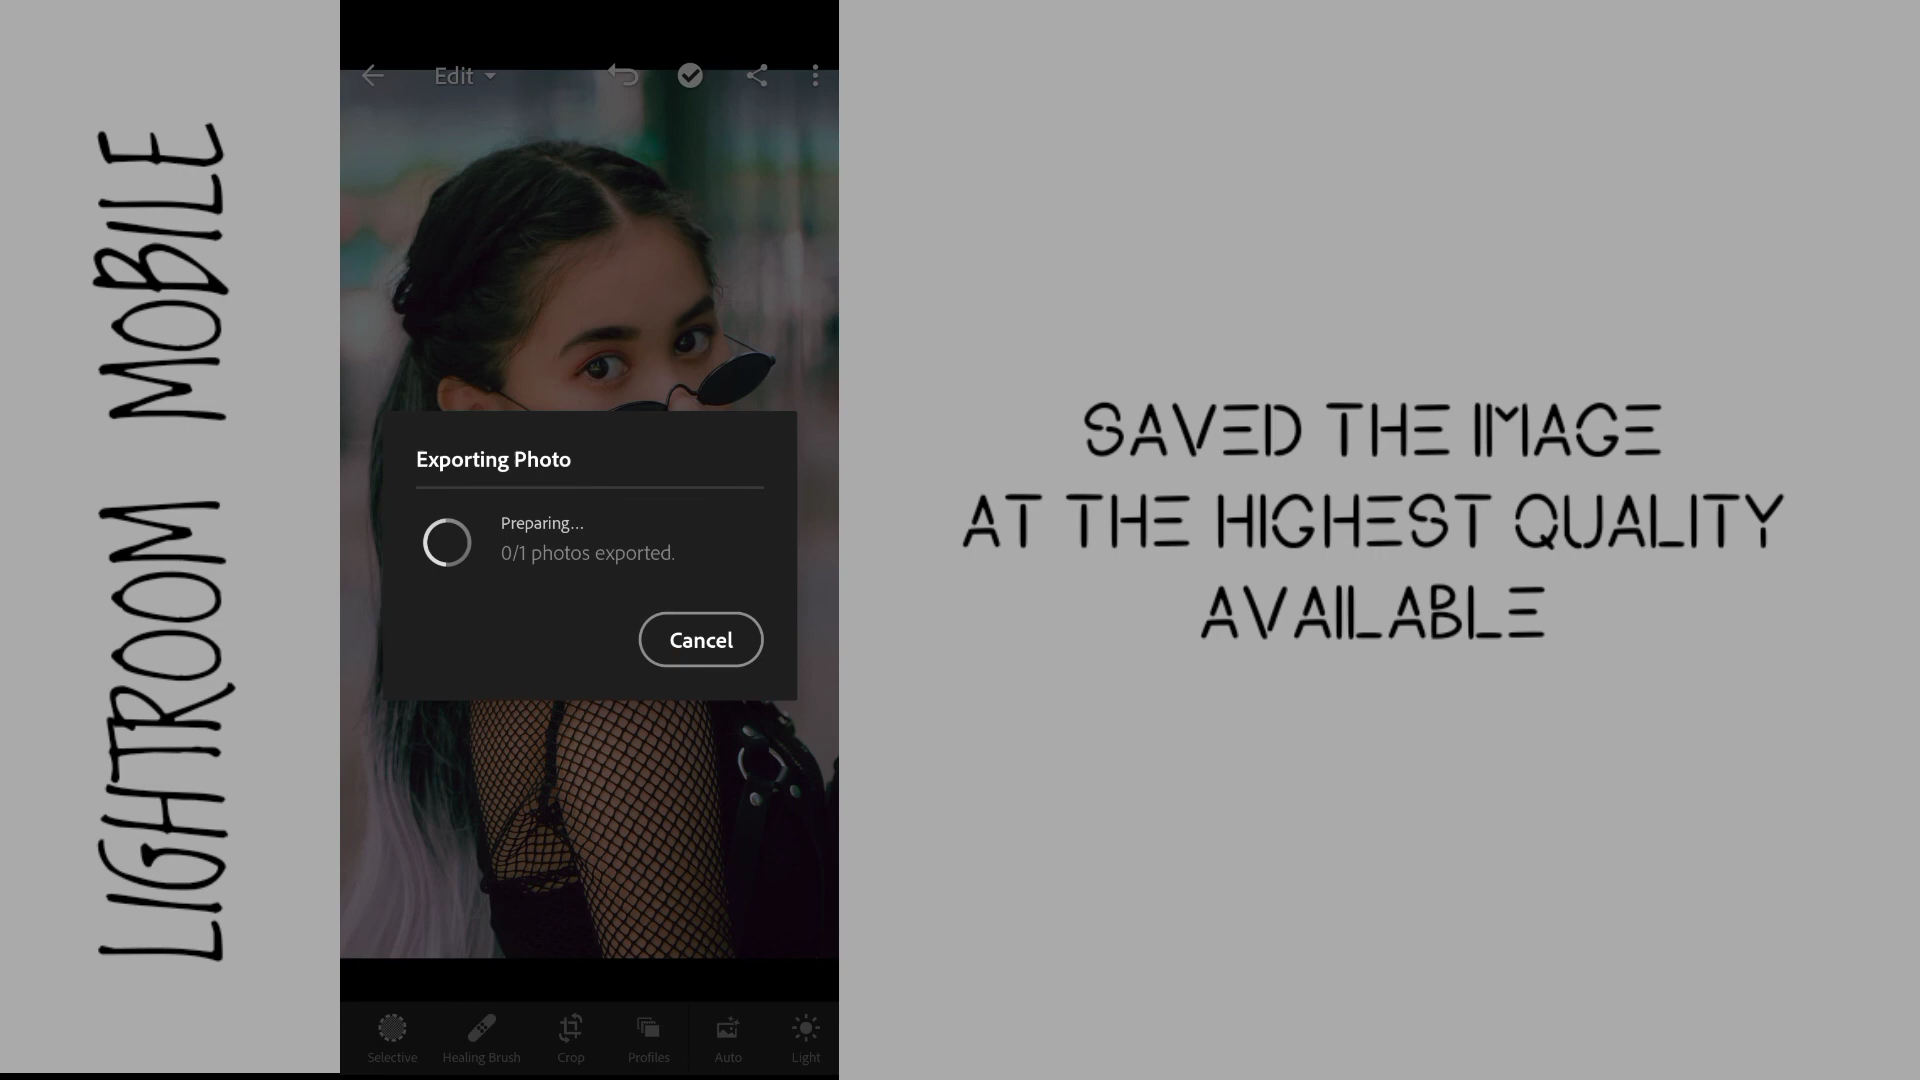 LIGHTROOM MOBILE
Edit
Exporting Photo
Preparing...
0/1 photos exported.
Cancel
Selective
Healing Brush
Crop
Profiles
Auto
Light
SAVED THE IMAGE
AT THE HIGHEST QUALITY
AVAILABLE